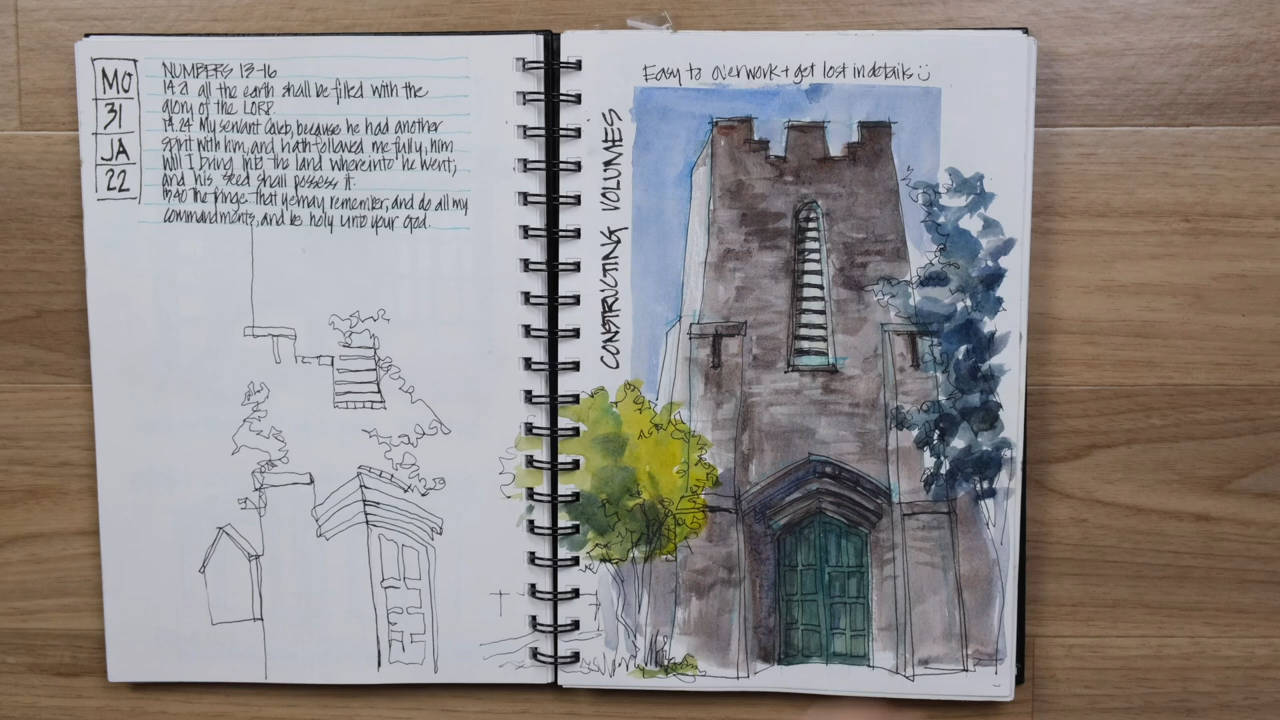 MO
31
JA
22
NUMBERS 13-16
14.21 all the earth shall be filled with the
glory of the LORD.
14.24 My servant Caleb, because he had another
spirit with him, and hath followed me fully, him
will I bring into the land whereinto he went;
and his seed shall possess it.
15.40 The fringe. That ye may remember, and do all my
commandments, and be holy unto your God.
Easy to overwork + get lost in details
CONSTRUCTING VOLUMES